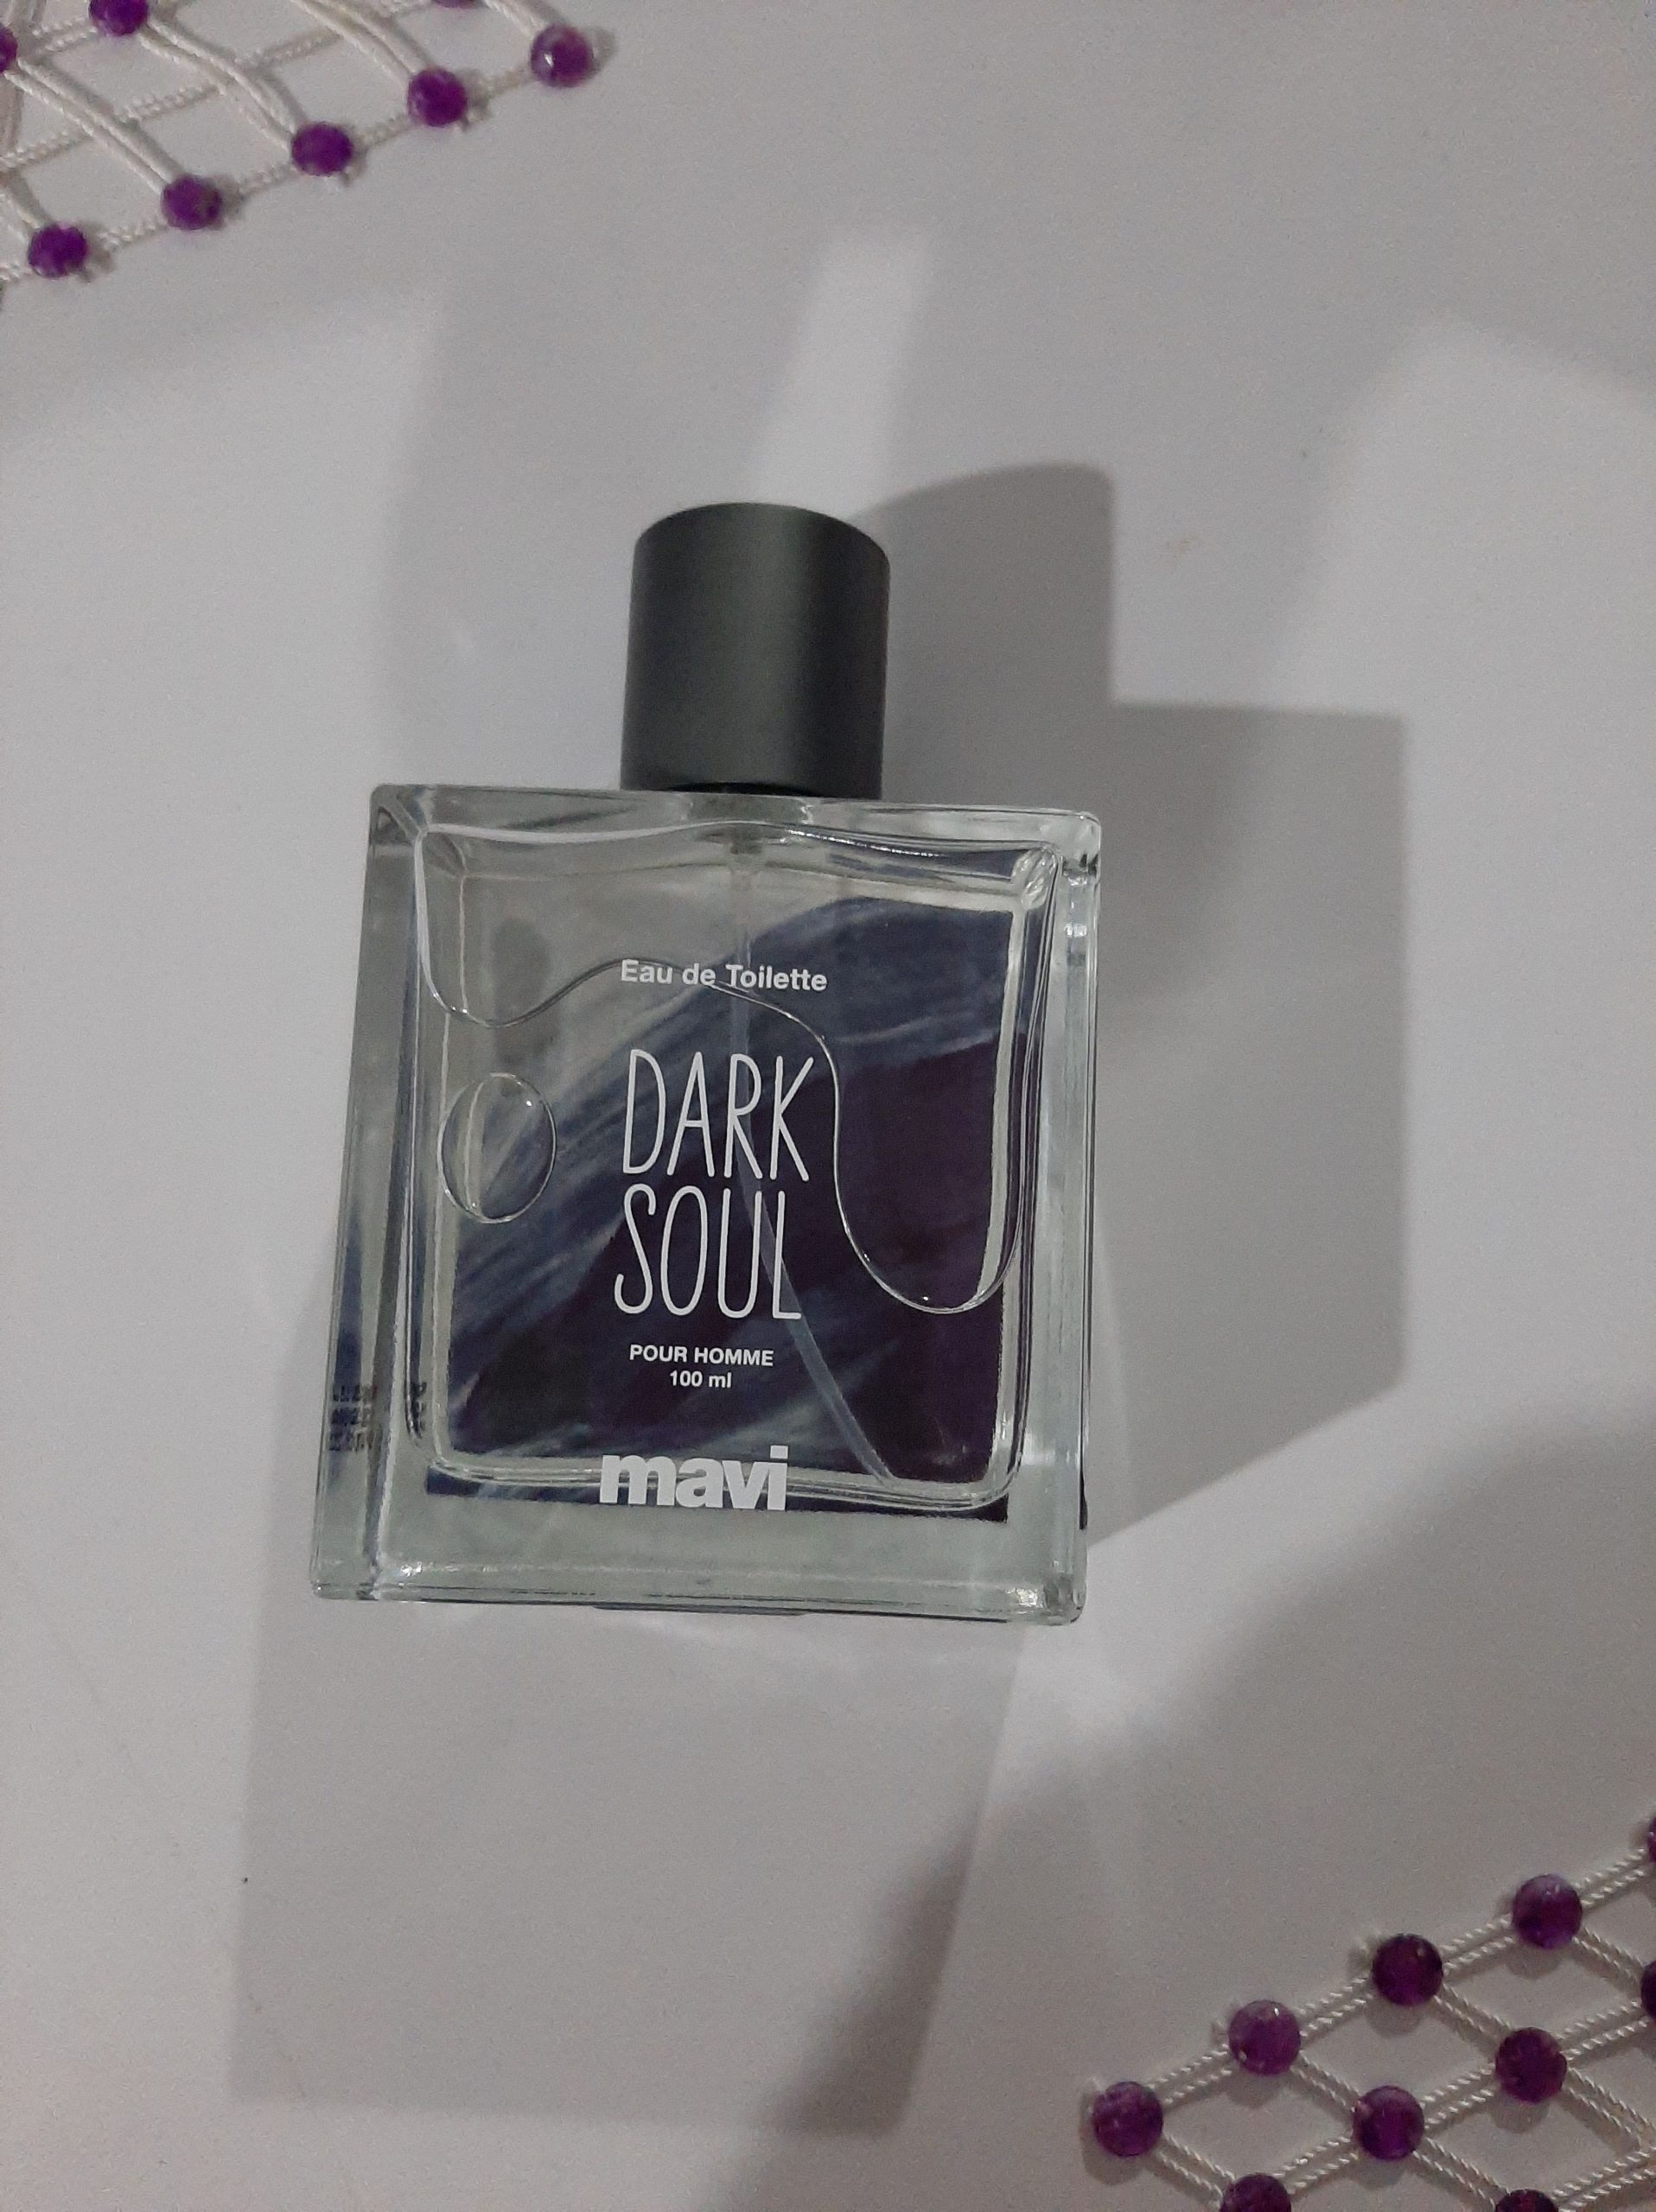 Eau de Toilette
DARK
SOUL
POUR HOMME
100 ml
mavi